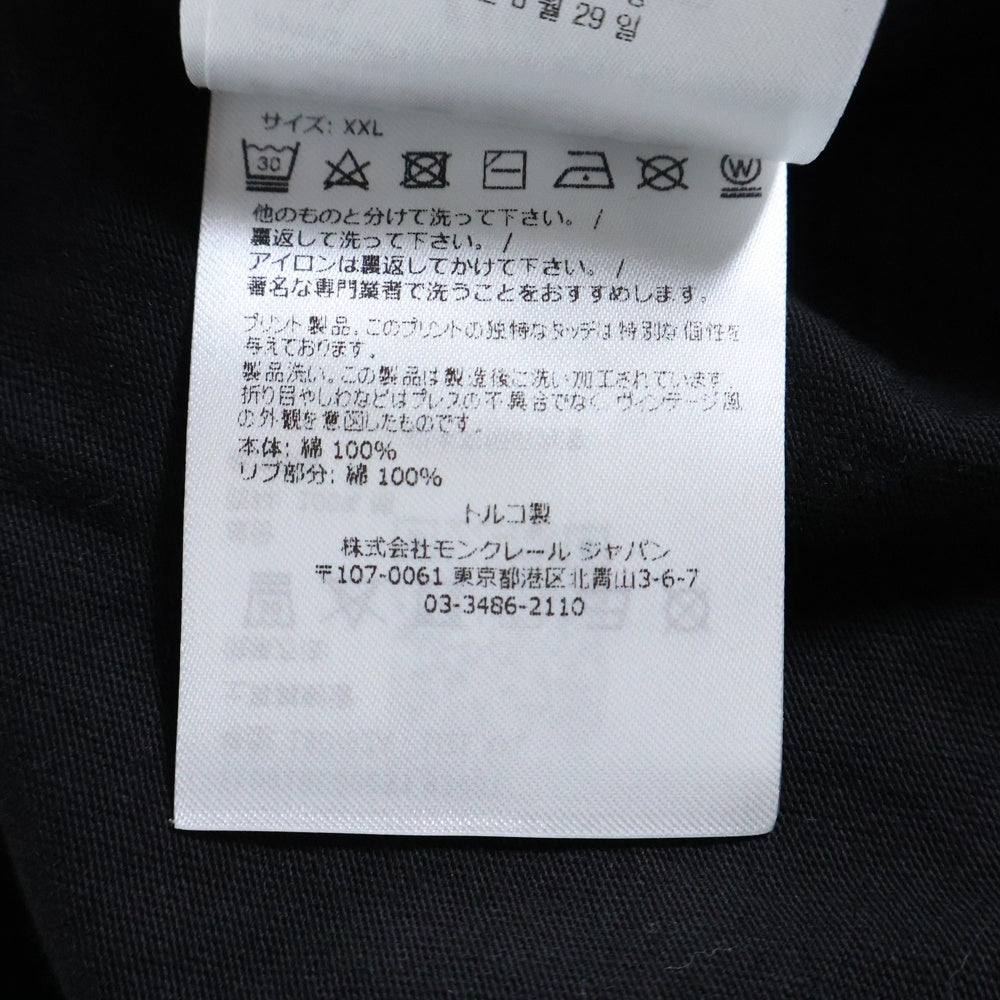 월 29 일
サイズ: XXL
30
W
他のものと分けて洗って下さい。 /
裏返して洗って下さい。 /
アイロンは裏返してかけて下さい。 /
著名な専門業者で洗うことをおすすめします。
プリント製品。このプリントの独特なタッチは特別な個性を
与えております。
製品洗い。この製品は製造後に洗い加工されています。
折り目やしわなどはプレスの不具合でなく ヴィンテージ風
の外観を意図したものです。
本体: 綿 100%
リブ部分: 綿 100%
トルコ製
株式会社モンクレール ジャパン
〒107-0061 東京都港区北青山3-6-7
03-3486-2110